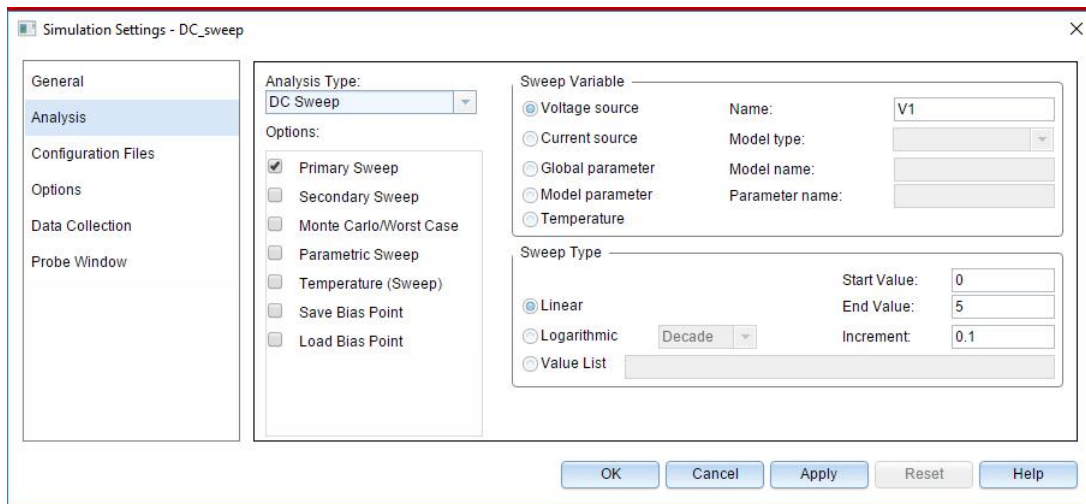 Simulation Settings - DC_sweep
General
Analysis
Configuration Files
Options
Data Collection
Probe Window
Analysis Type:
DC Sweep
Options:
Primary Sweep
Secondary Sweep
Monte Carlo/Worst Case
Parametric Sweep
Temperature (Sweep)
Save Bias Point
Load Bias Point
Sweep Variable
Voltage source Name: V1
Current source Model type:
Global parameter Model name:
Model parameter Parameter name:
Temperature
Sweep Type
Start Value: 0
Linear End Value: 5
Logarithmic Decade Increment: 0.1
Value List
OK Cancel Apply Reset Help